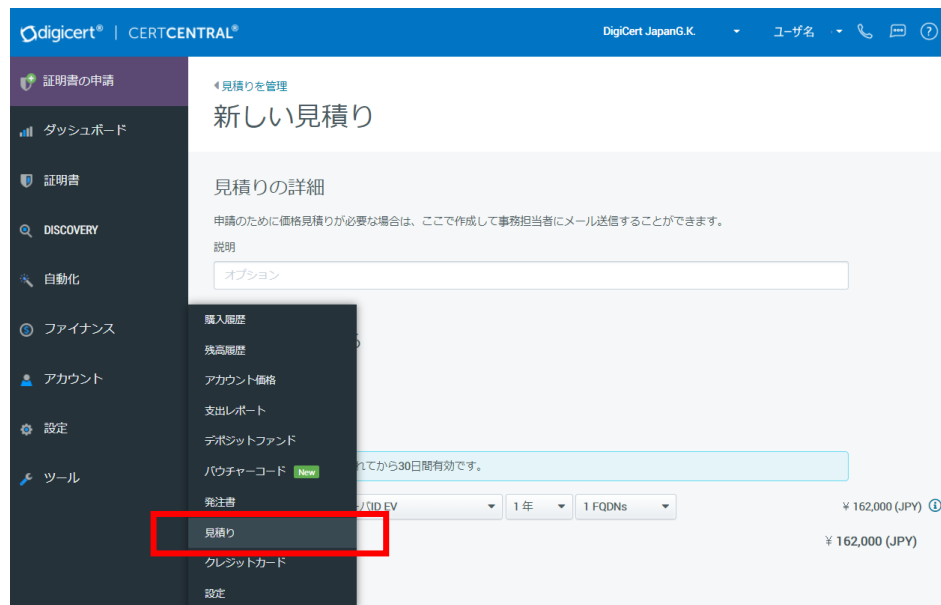 digicert® | CERTCENTRAL®
DigiCert JapanG.K.
ユーザ名
証明書の申請
ダッシュボード
証明書
DISCOVERY
自動化
ファイナンス
アカウント
設定
ツール
見積りを管理
新しい見積り
見積りの詳細
申請のために価格見積りが必要な場合は、ここで作成して事務担当者にメール送信することができます。
説明
オプション
購入履歴
残高履歴
アカウント価格
支出レポート
デポジットファンド
バウチャーコード New
発注書
見積り
クレジットカード
設定
れてから30日間有効です。
ID EV
1 年
1 FQDNs
¥ 162,000 (JPY)
¥ 162,000 (JPY)